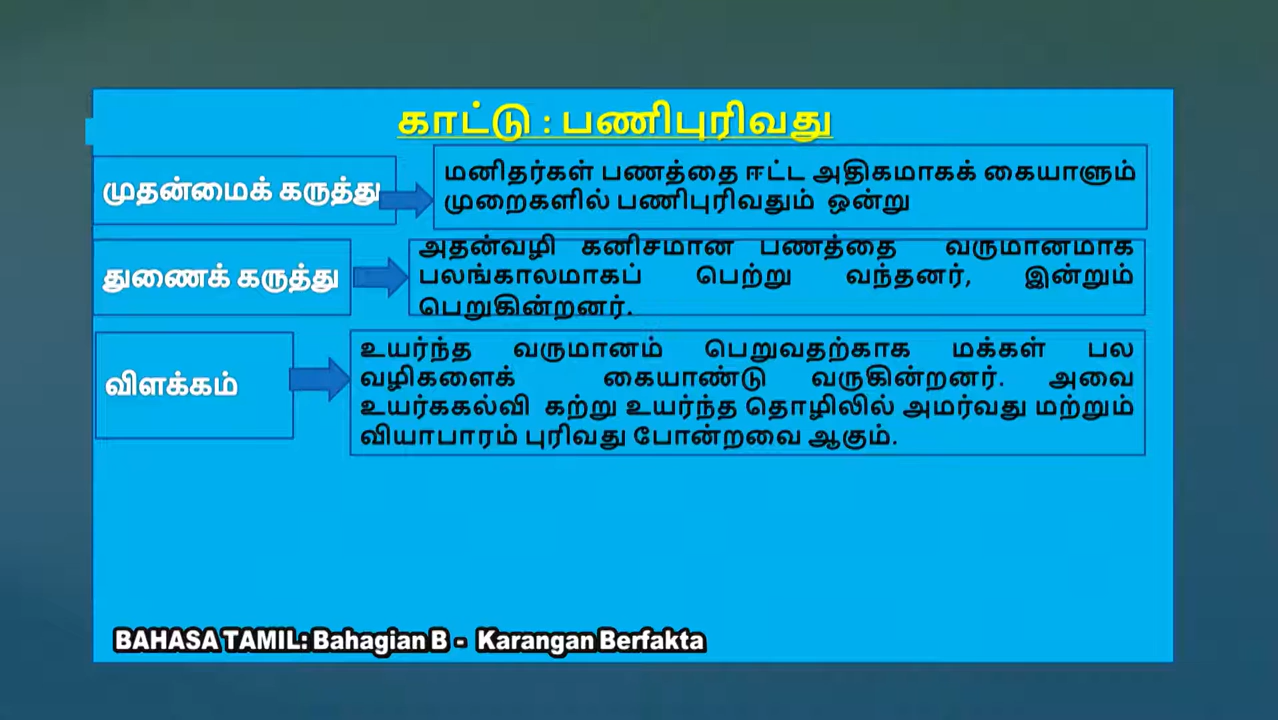 காட்டு : பணிபுரிவது
முதன்மைக் கருத்து
மனிதர்கள் பணத்தை ஈட்ட அதிகமாகக் கையாளும்
முறைகளில் பணிபுரிவதும் ஒன்று
துணைக் கருத்து
அதன்வழி கனிசமான பணத்தை வருமானமாக
பலங்காலமாகப் பெற்று வந்தனர், இன்றும்
பெறுகின்றனர்.
விளக்கம்
உயர்ந்த வருமானம் பெறுவதற்காக மக்கள் பல
வழிகளைக் கையாண்டு வருகின்றனர். அவை
உயர்ககல்வி கற்று உயர்ந்த தொழிலில் அமர்வது மற்றும்
வியாபாரம் புரிவது போன்றவை ஆகும்.
BAHASA TAMIL: Bahagian B - Karangan Berfakta